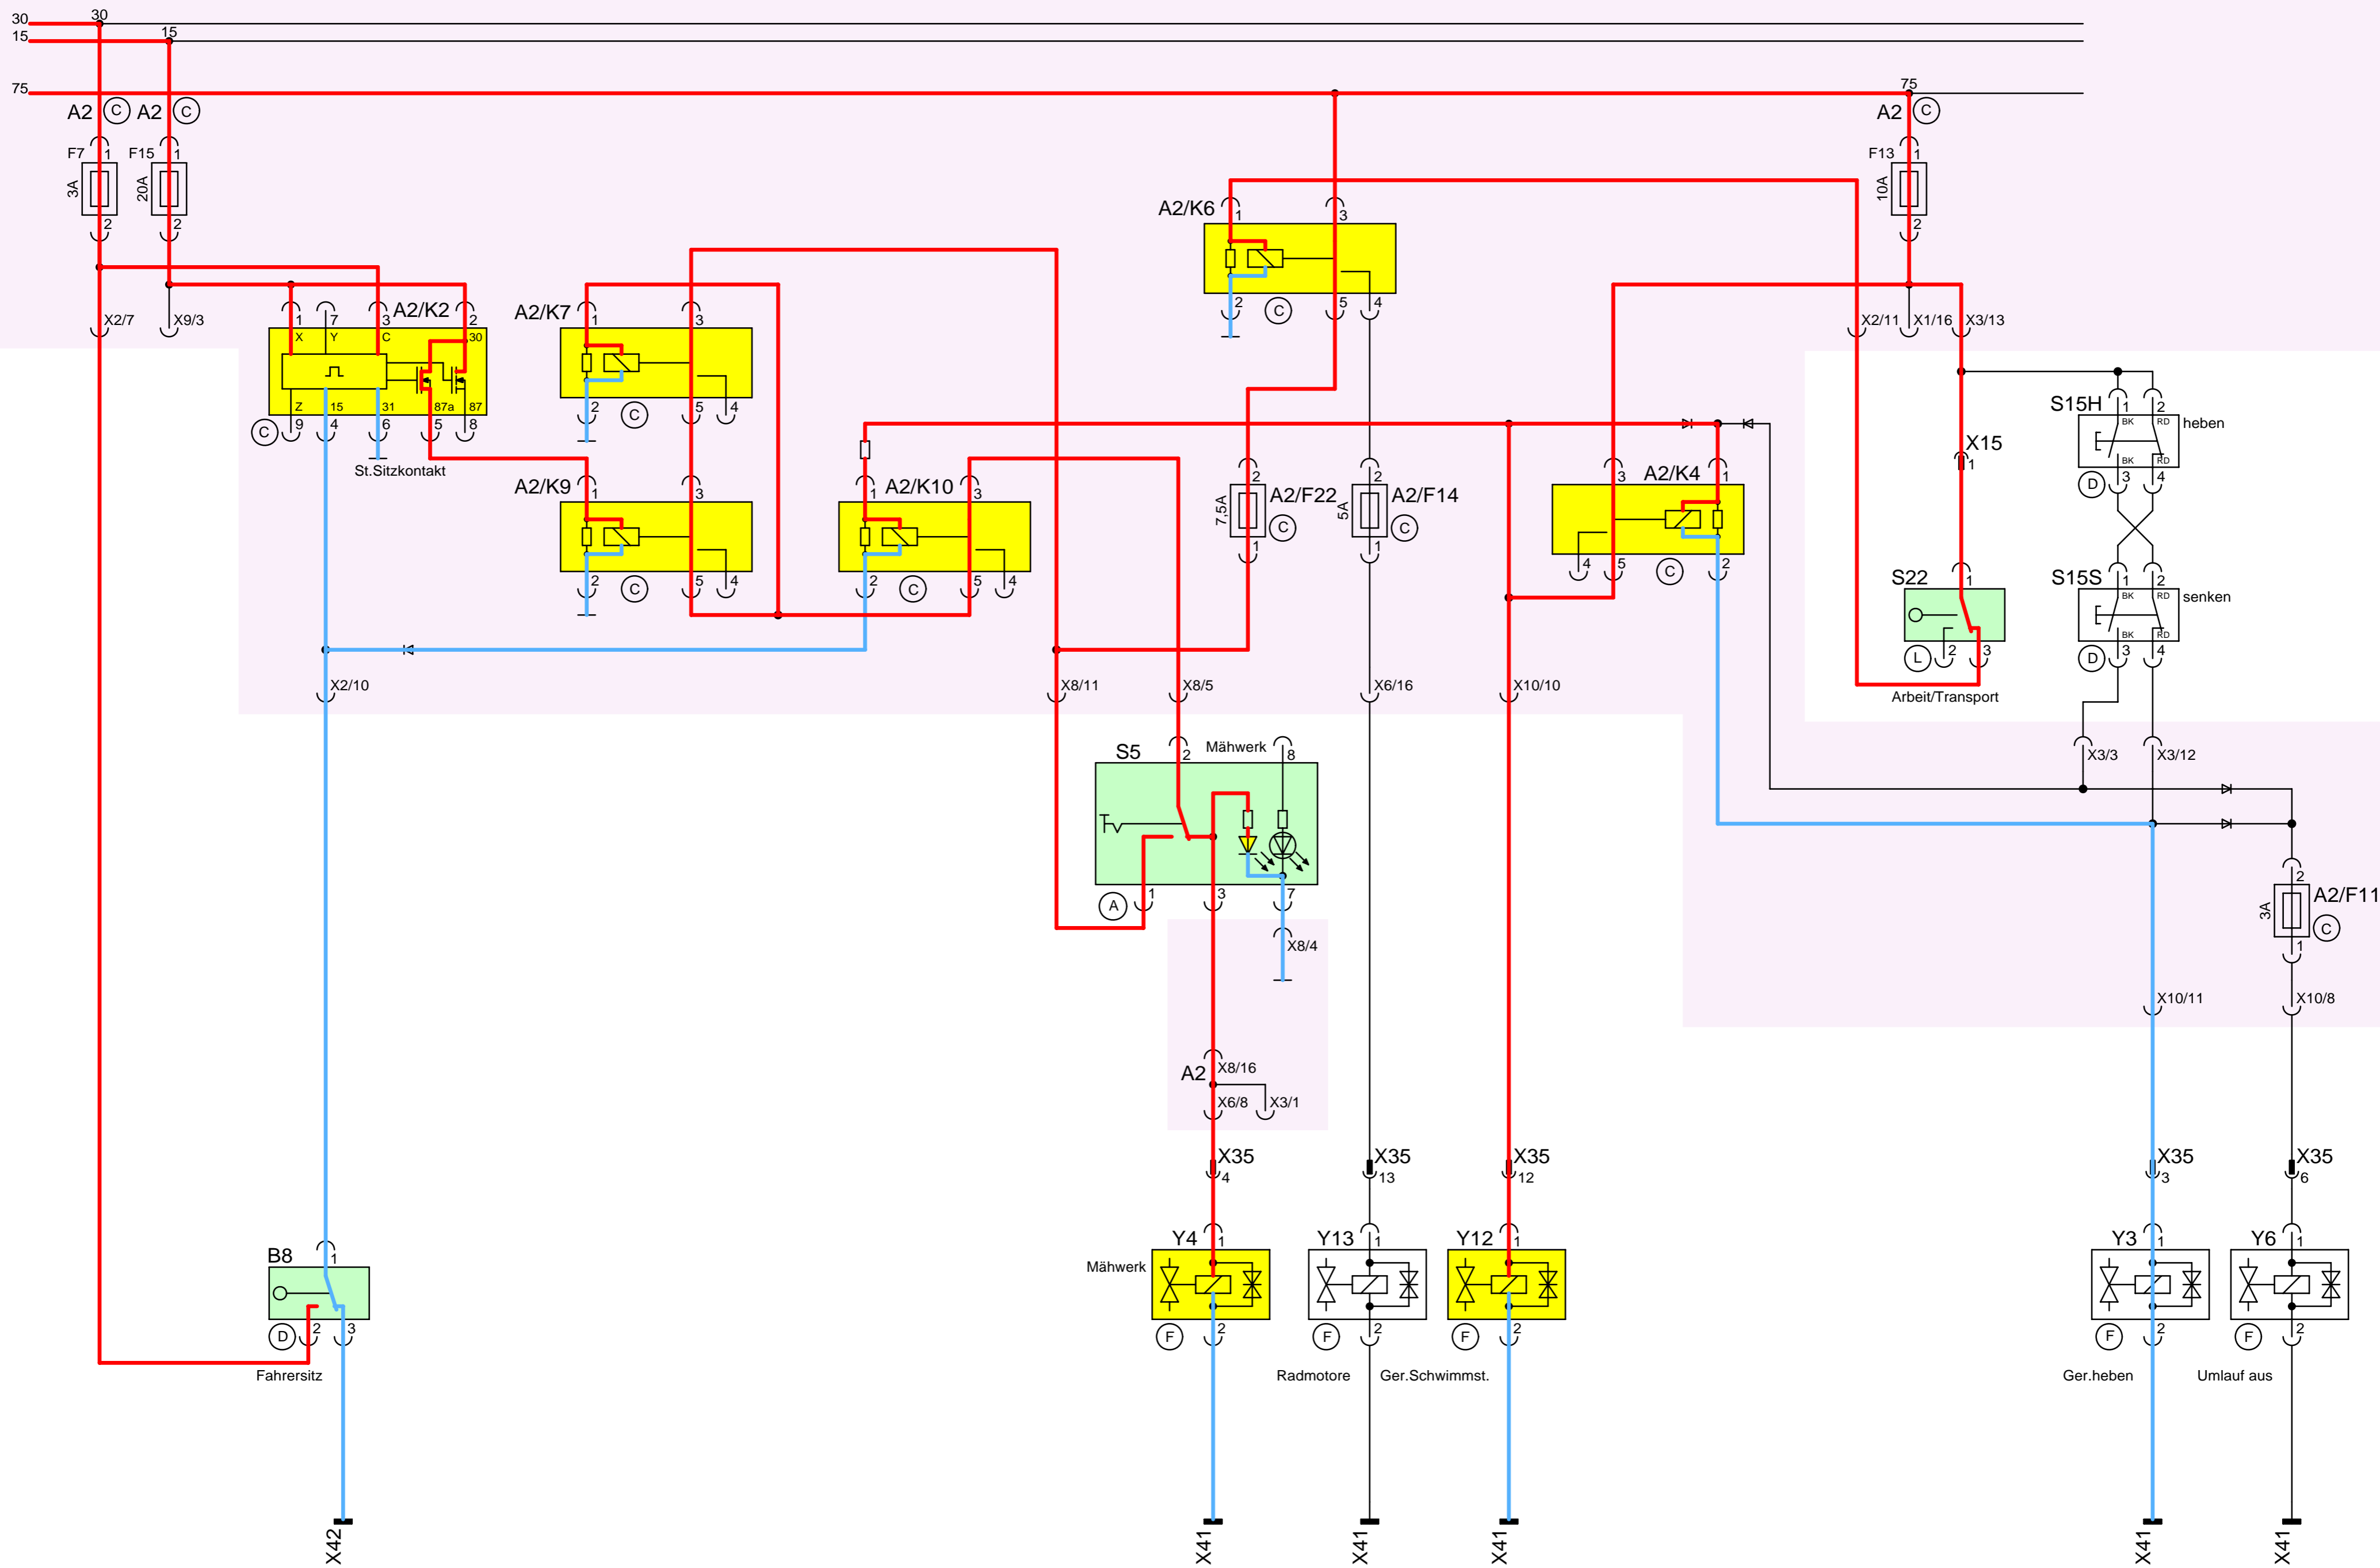 30
30
15
15
75
75
A2 C A2 C
A2 C
F7 1 F15 1
3A 20A
2 2
F13 1
10A
2
X2/7 X9/3
A2/K6 1 3
2 C 5 4
X2/11 X1/16 X3/13
1 7 3 A2/K2 2
X Y C 30
Z 15 31 87a 87
C 9 4 6 5 8
St.Sitzkontakt
A2/K7 1 3
2 C 5 4
A2/K9 1 3
2 C 5 4
1 A2/K10 3
2 C 5 4
2 A2/F22
7,5A C
1
2 A2/F14
5A C
1
3 A2/K4 1
4 5 C 2
S15H 1 2
BK RD heben
BK RD
D 3 4
X15
1
S22 1
L 2 3
Arbeit/Transport
S15S 1 2
BK RD senken
BK RD
D 3 4
X2/10
X8/11
X8/5
X6/16
X10/10
X3/3 X3/12
S5 2 Mähwerk 8
A 1 3 7
X8/4
2 A2/F11
3A C
1
X10/11 X10/8
X8/16
A2
X6/8 X3/1
X35
4
X35
13
X35
12
X35
3
X35
6
B8 1
D 2 3
Fahrersitz
Y4 1
Mähwerk
F 2
Y13 1
F 2
Radmotore
Y12 1
F 2
Ger.Schwimmst.
Y3 1
F 2
Ger.heben
Y6 1
F 2
Umlauf aus
X42
X41
X41
X41
X41
X41